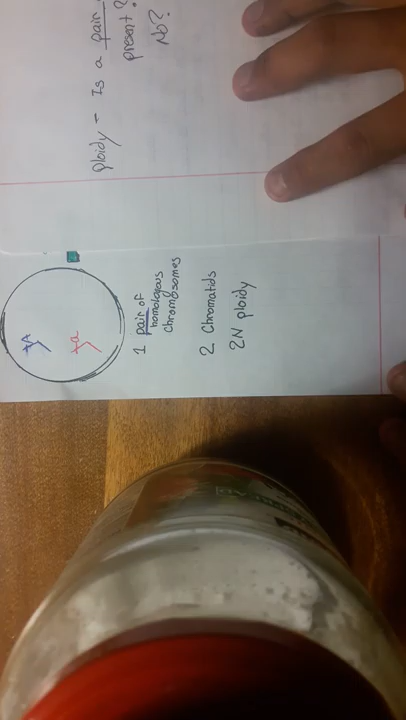 ploidy - Is a pair
present?
No?
A
a
1 pair of
homologous
chromosomes
2 Chromatids
2N ploidy